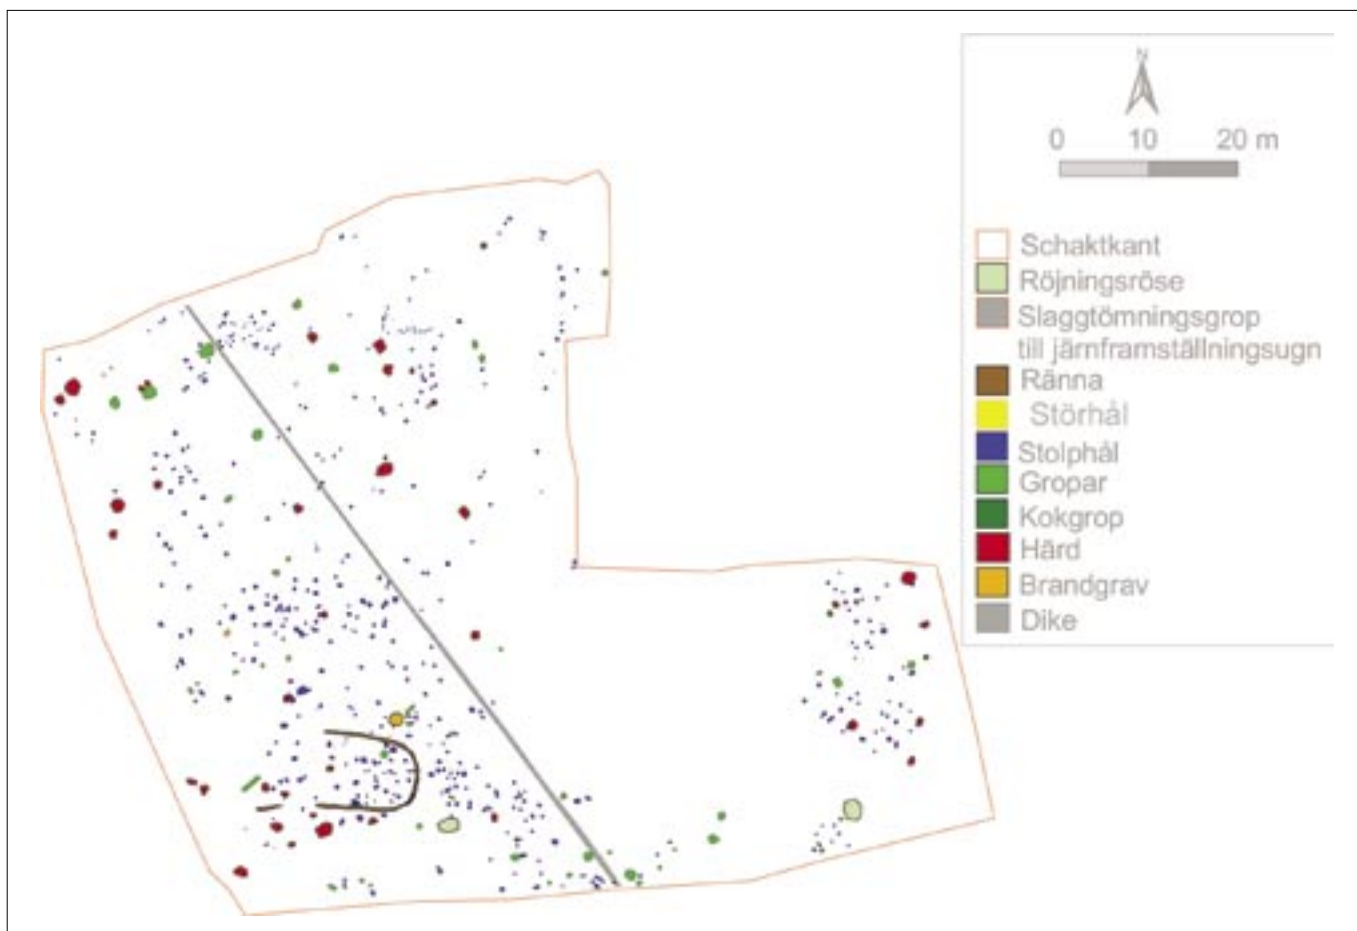 N
0 10 20 m
Schaktkant
Röjningsröse
Slaggtömningsgrop
till järnframställningsugn
Ränna
Störhål
Stolphål
Gropar
Kokgrop
Härd
Brandgrav
Dike